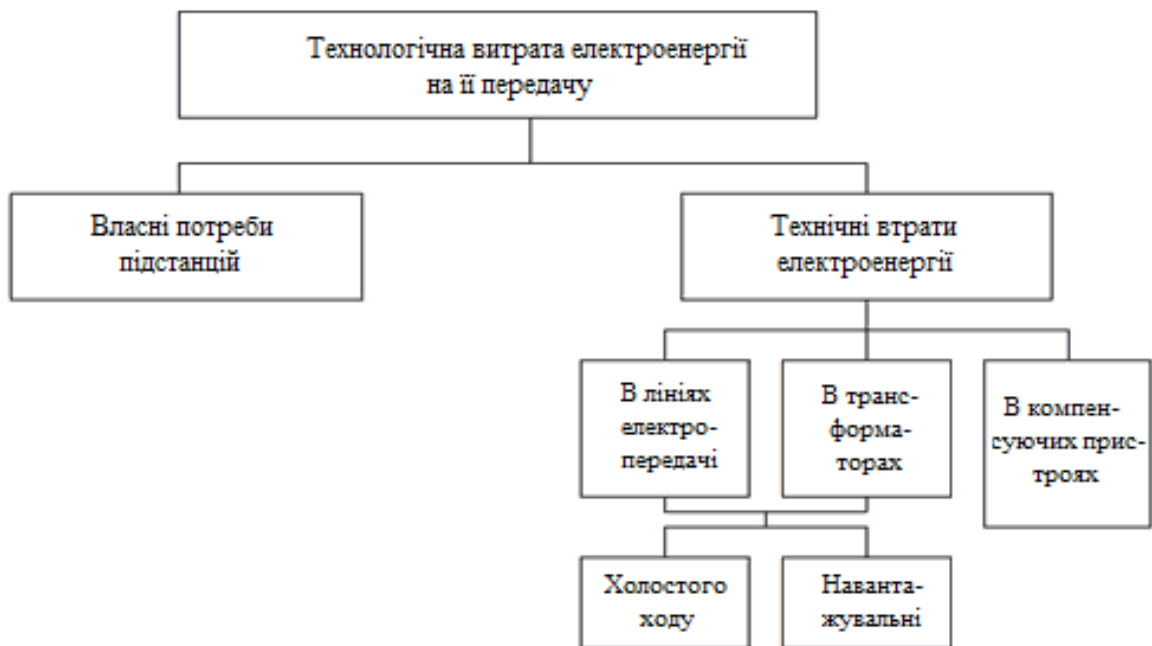 Технологічна витрата електроенергії
на її передачу
Власні потреби
підстанцій
Технічні втрати
електроенергії
В лініях
електро-
передачі
В транс-
форма-
торах
В компен-
суючих прис-
троях
Холостого
ходу
Наванта-
жувальні